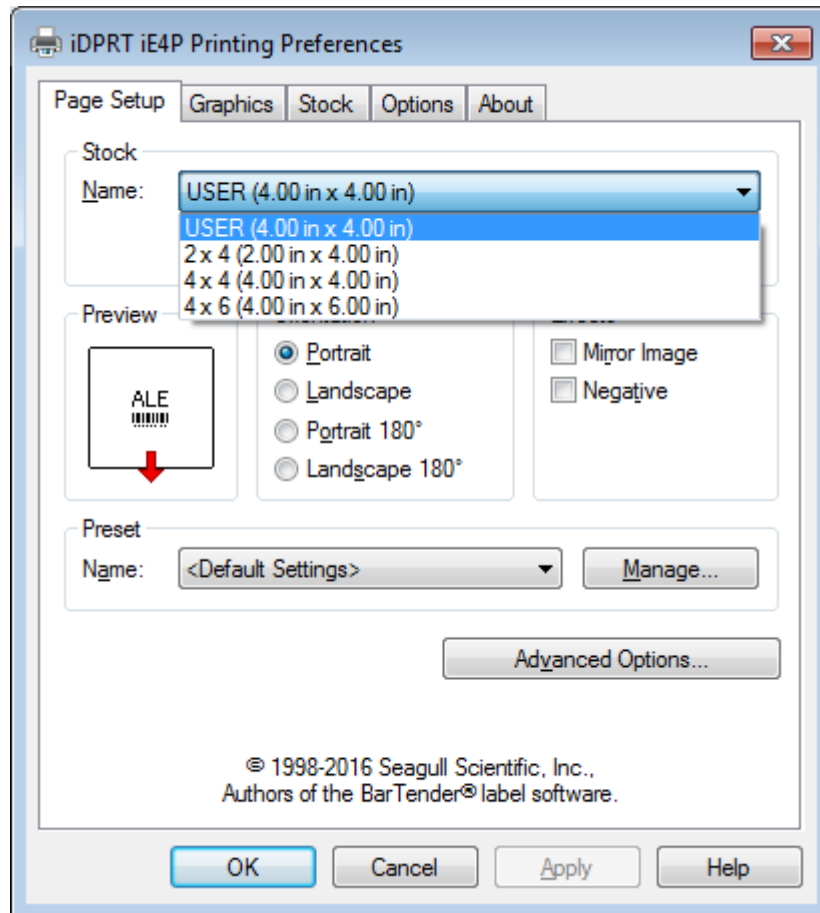 iDPRT iE4P Printing Preferences
Page Setup Graphics Stock Options About
Stock
Name: USER (4.00 in x 4.00 in)
USER (4.00 in x 4.00 in)
2 x 4 (2.00 in x 4.00 in)
4 x 4 (4.00 in x 4.00 in)
4 x 6 (4.00 in x 6.00 in)
Preview
ALE
Portrait
Landscape
Portrait 180°
Landscape 180°
Mirror Image
Negative
Preset
Name: <Default Settings> Manage...
Advanced Options...
© 1998-2016 Seagull Scientific, Inc.,
Authors of the BarTender® label software.
OK Cancel Apply Help